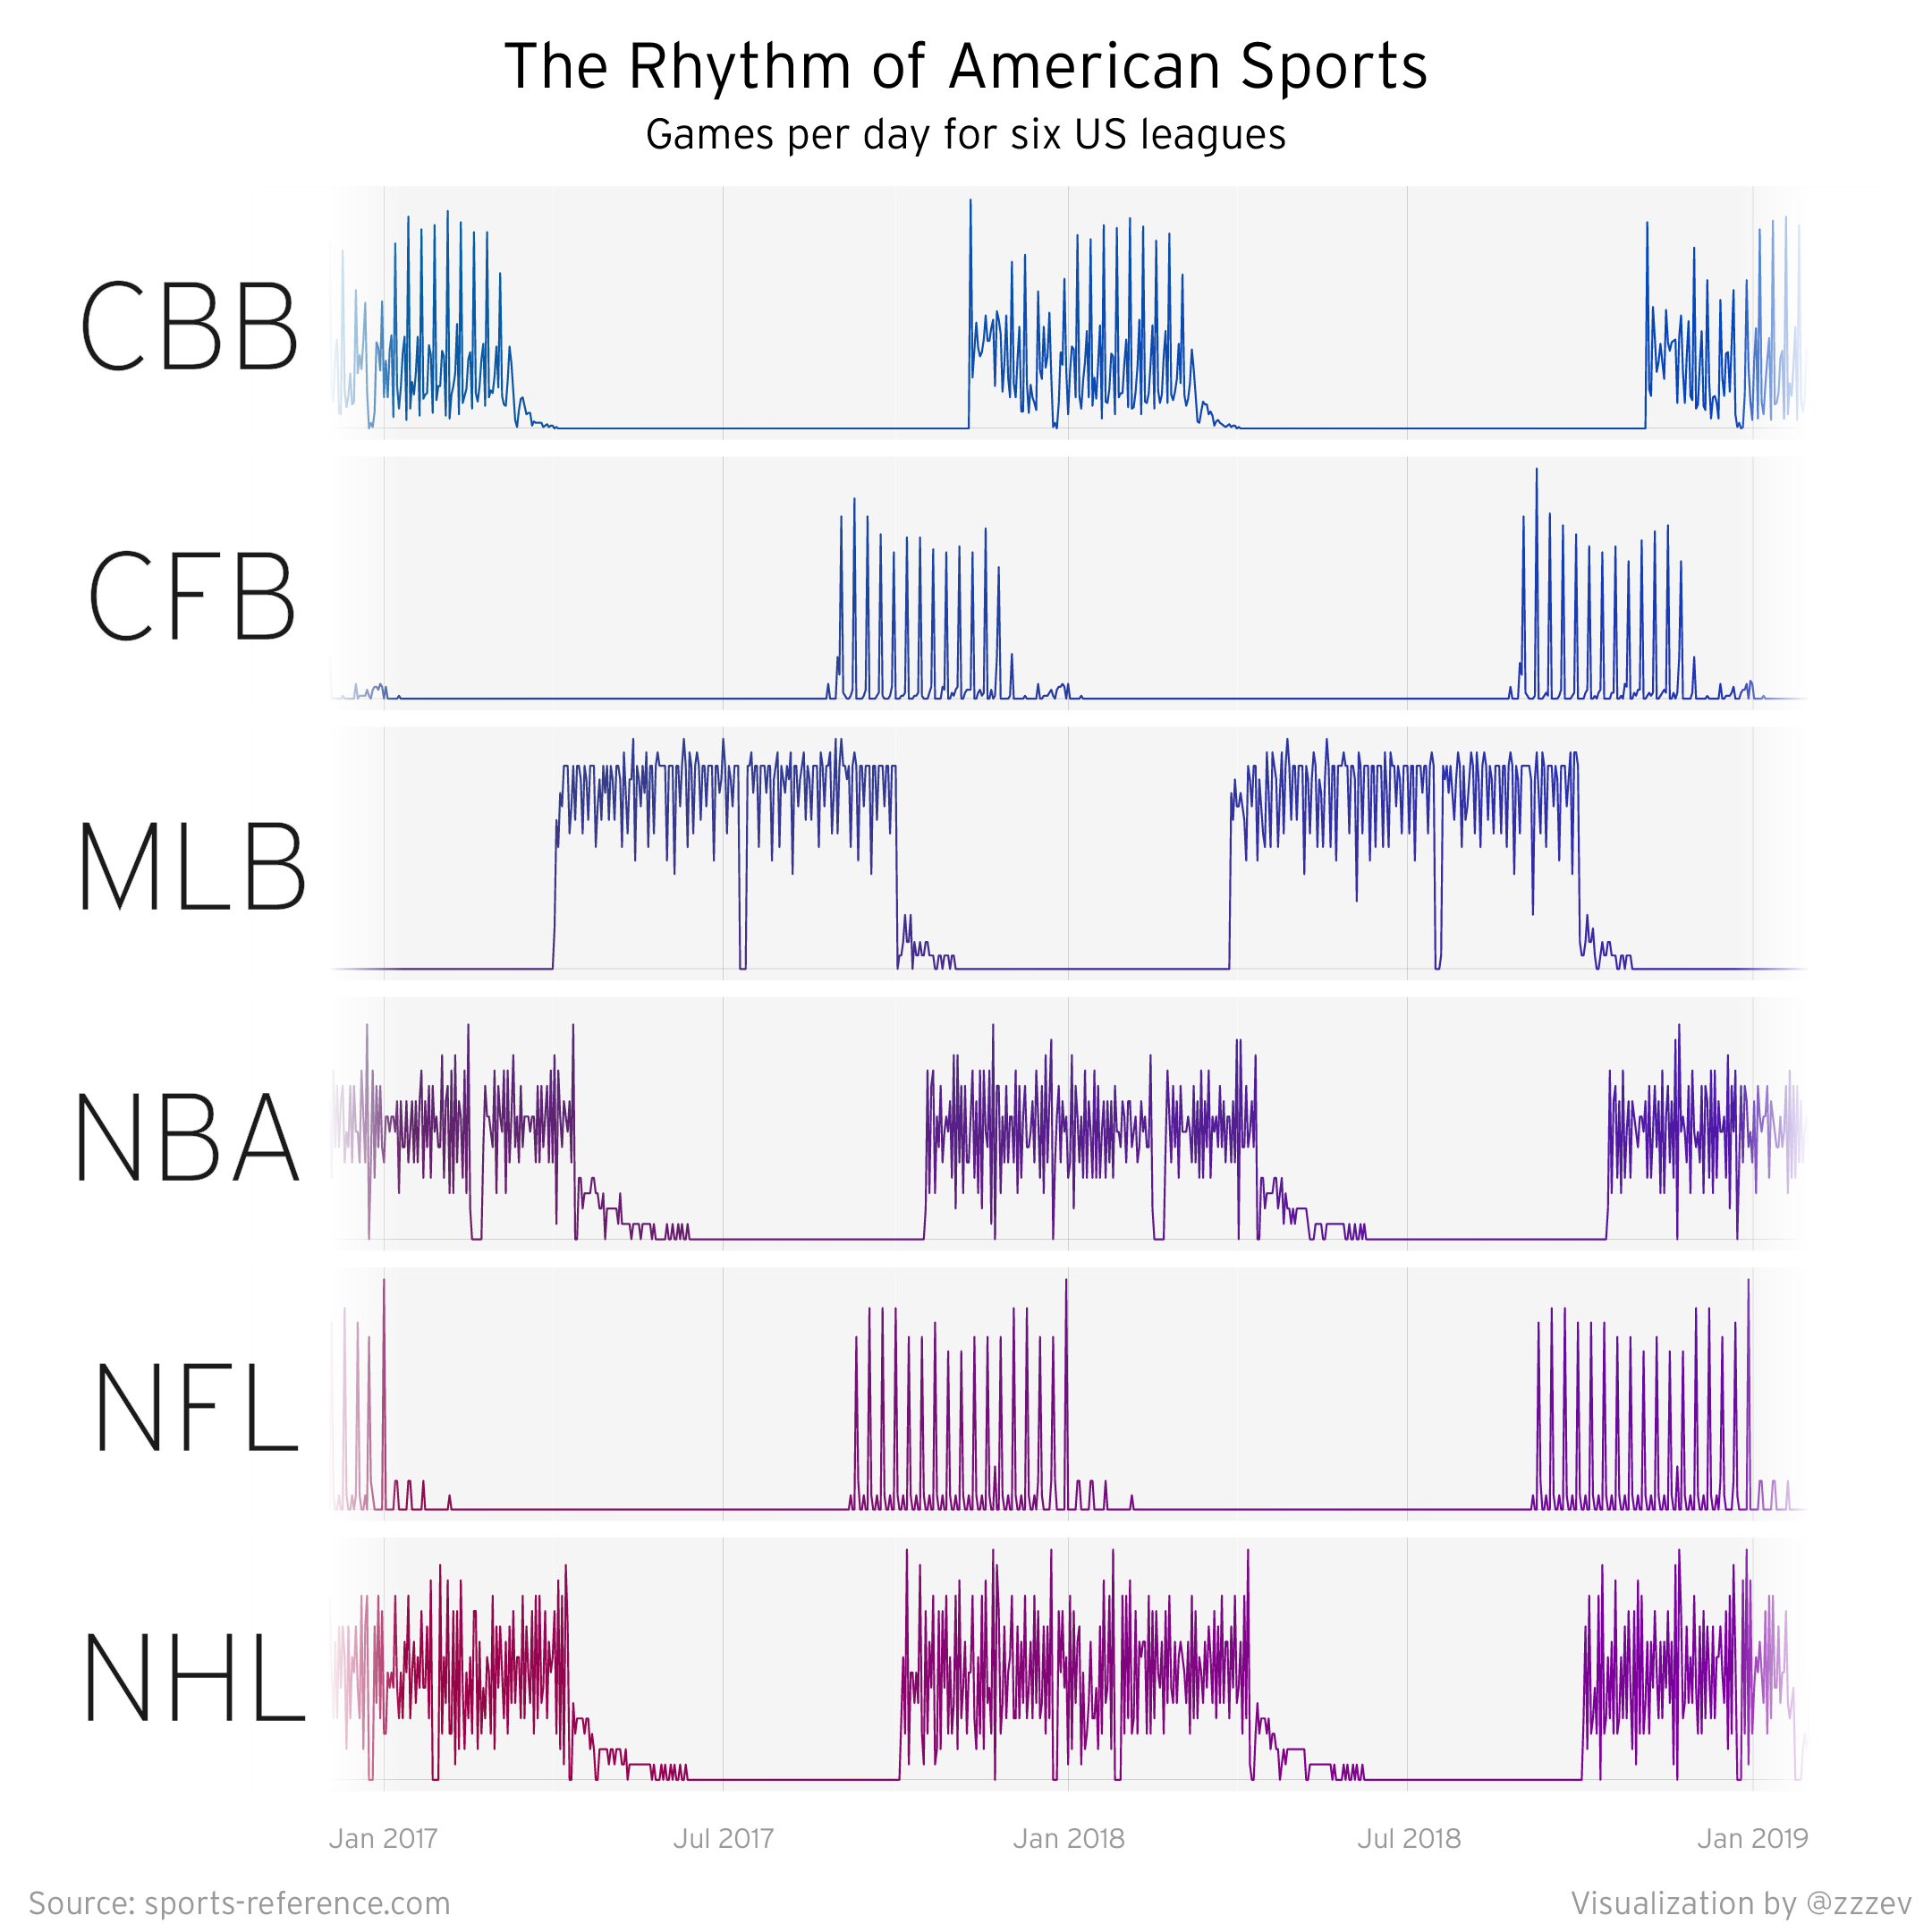 The Rhythm of American Sports
Games per day for six US leagues
CBB
CFB
MLB
NBA
NFL
NHL
Jan 2017 Jul 2017 Jan 2018 Jul 2018 Jan 2019
Source: sports-reference.com Visualization by @zzzev